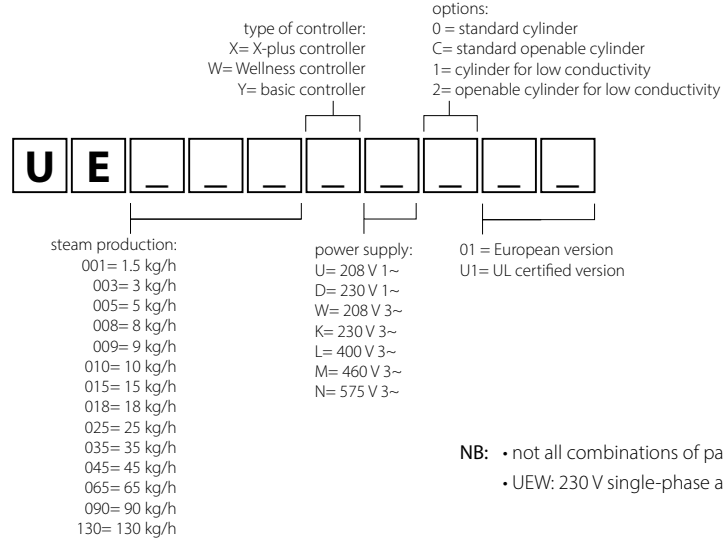 options:
0 = standard cylinder
C= standard openable cylinder
1= cylinder for low conductivity
2= openable cylinder for low conductivity
type of controller:
X= X-plus controller
W= Wellness controller
Y= basic controller
U E _ _ _ _ _ _ _ _
steam production:
001= 1.5 kg/h
003= 3 kg/h
005= 5 kg/h
008= 8 kg/h
009= 9 kg/h
010= 10 kg/h
015= 15 kg/h
018= 18 kg/h
025= 25 kg/h
035= 35 kg/h
045= 45 kg/h
065= 65 kg/h
090= 90 kg/h
130= 130 kg/h
power supply:
U= 208 V 1~
D= 230 V 1~
W= 208 V 3~
K= 230 V 3~
L= 400 V 3~
M= 460 V 3~
N= 575 V 3~
01 = European version
U1= UL certified version
NB: • not all combinations of pa
• UEW: 230 V single-phase a